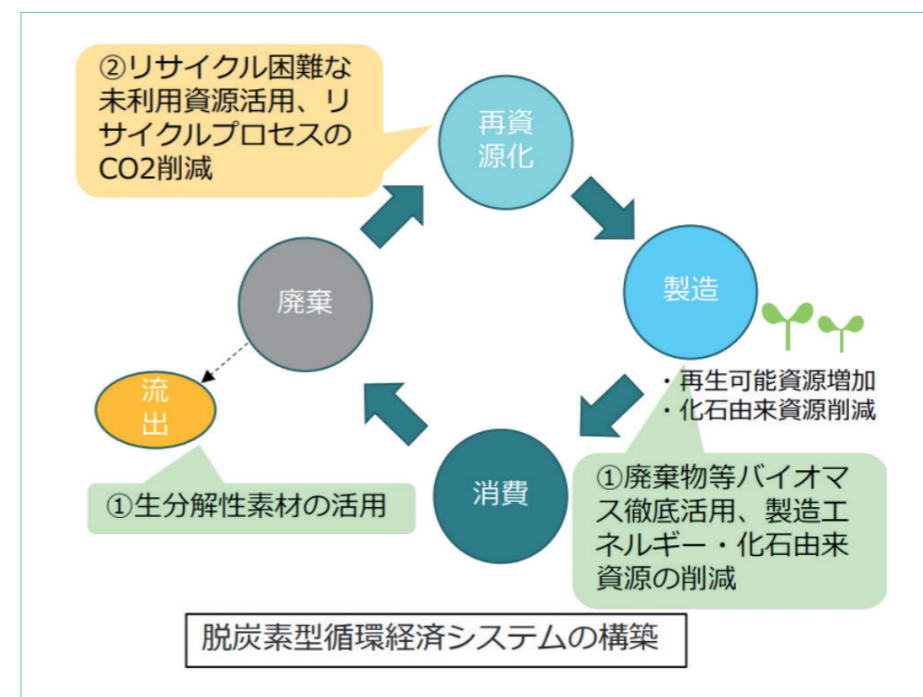 ②リサイクル困難な
未利用資源活用、リ
サイクルプロセスの
CO2削減
再資
源化
製造
廃棄
・再生可能資源増加
・化石由来資源削減
流
出
①生分解性素材の活用
消費
①廃棄物等バイオマ
ス徹底活用、製造エ
ネルギー・化石由来
資源の削減
脱炭素型循環経済システムの構築